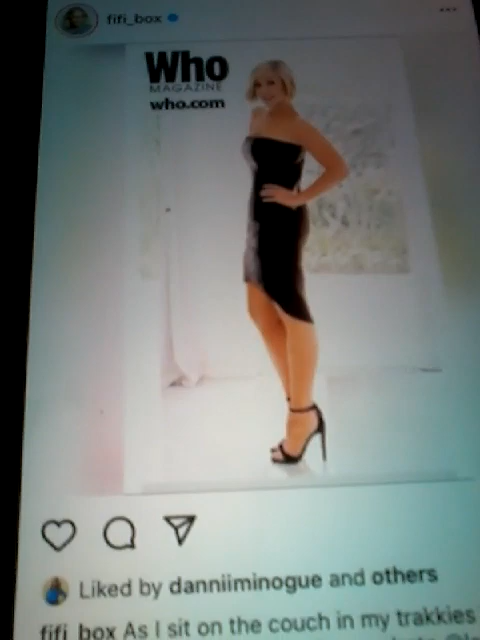 fifi_box
Who
MAGAZINE
who.com
Liked by danniiminogue and others
fifi_box As I sit on the couch in my trakkies